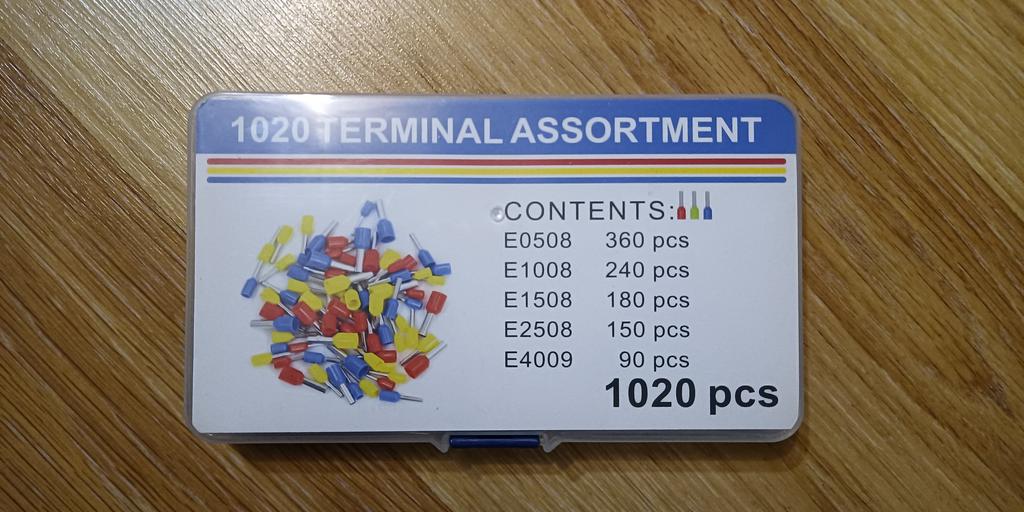 1020 TERMINAL ASSORTMENT
CONTENTS:
E0508 360 pcs
E1008 240 pcs
E1508 180 pcs
E2508 150 pcs
E4009 90 pcs
1020 pcs